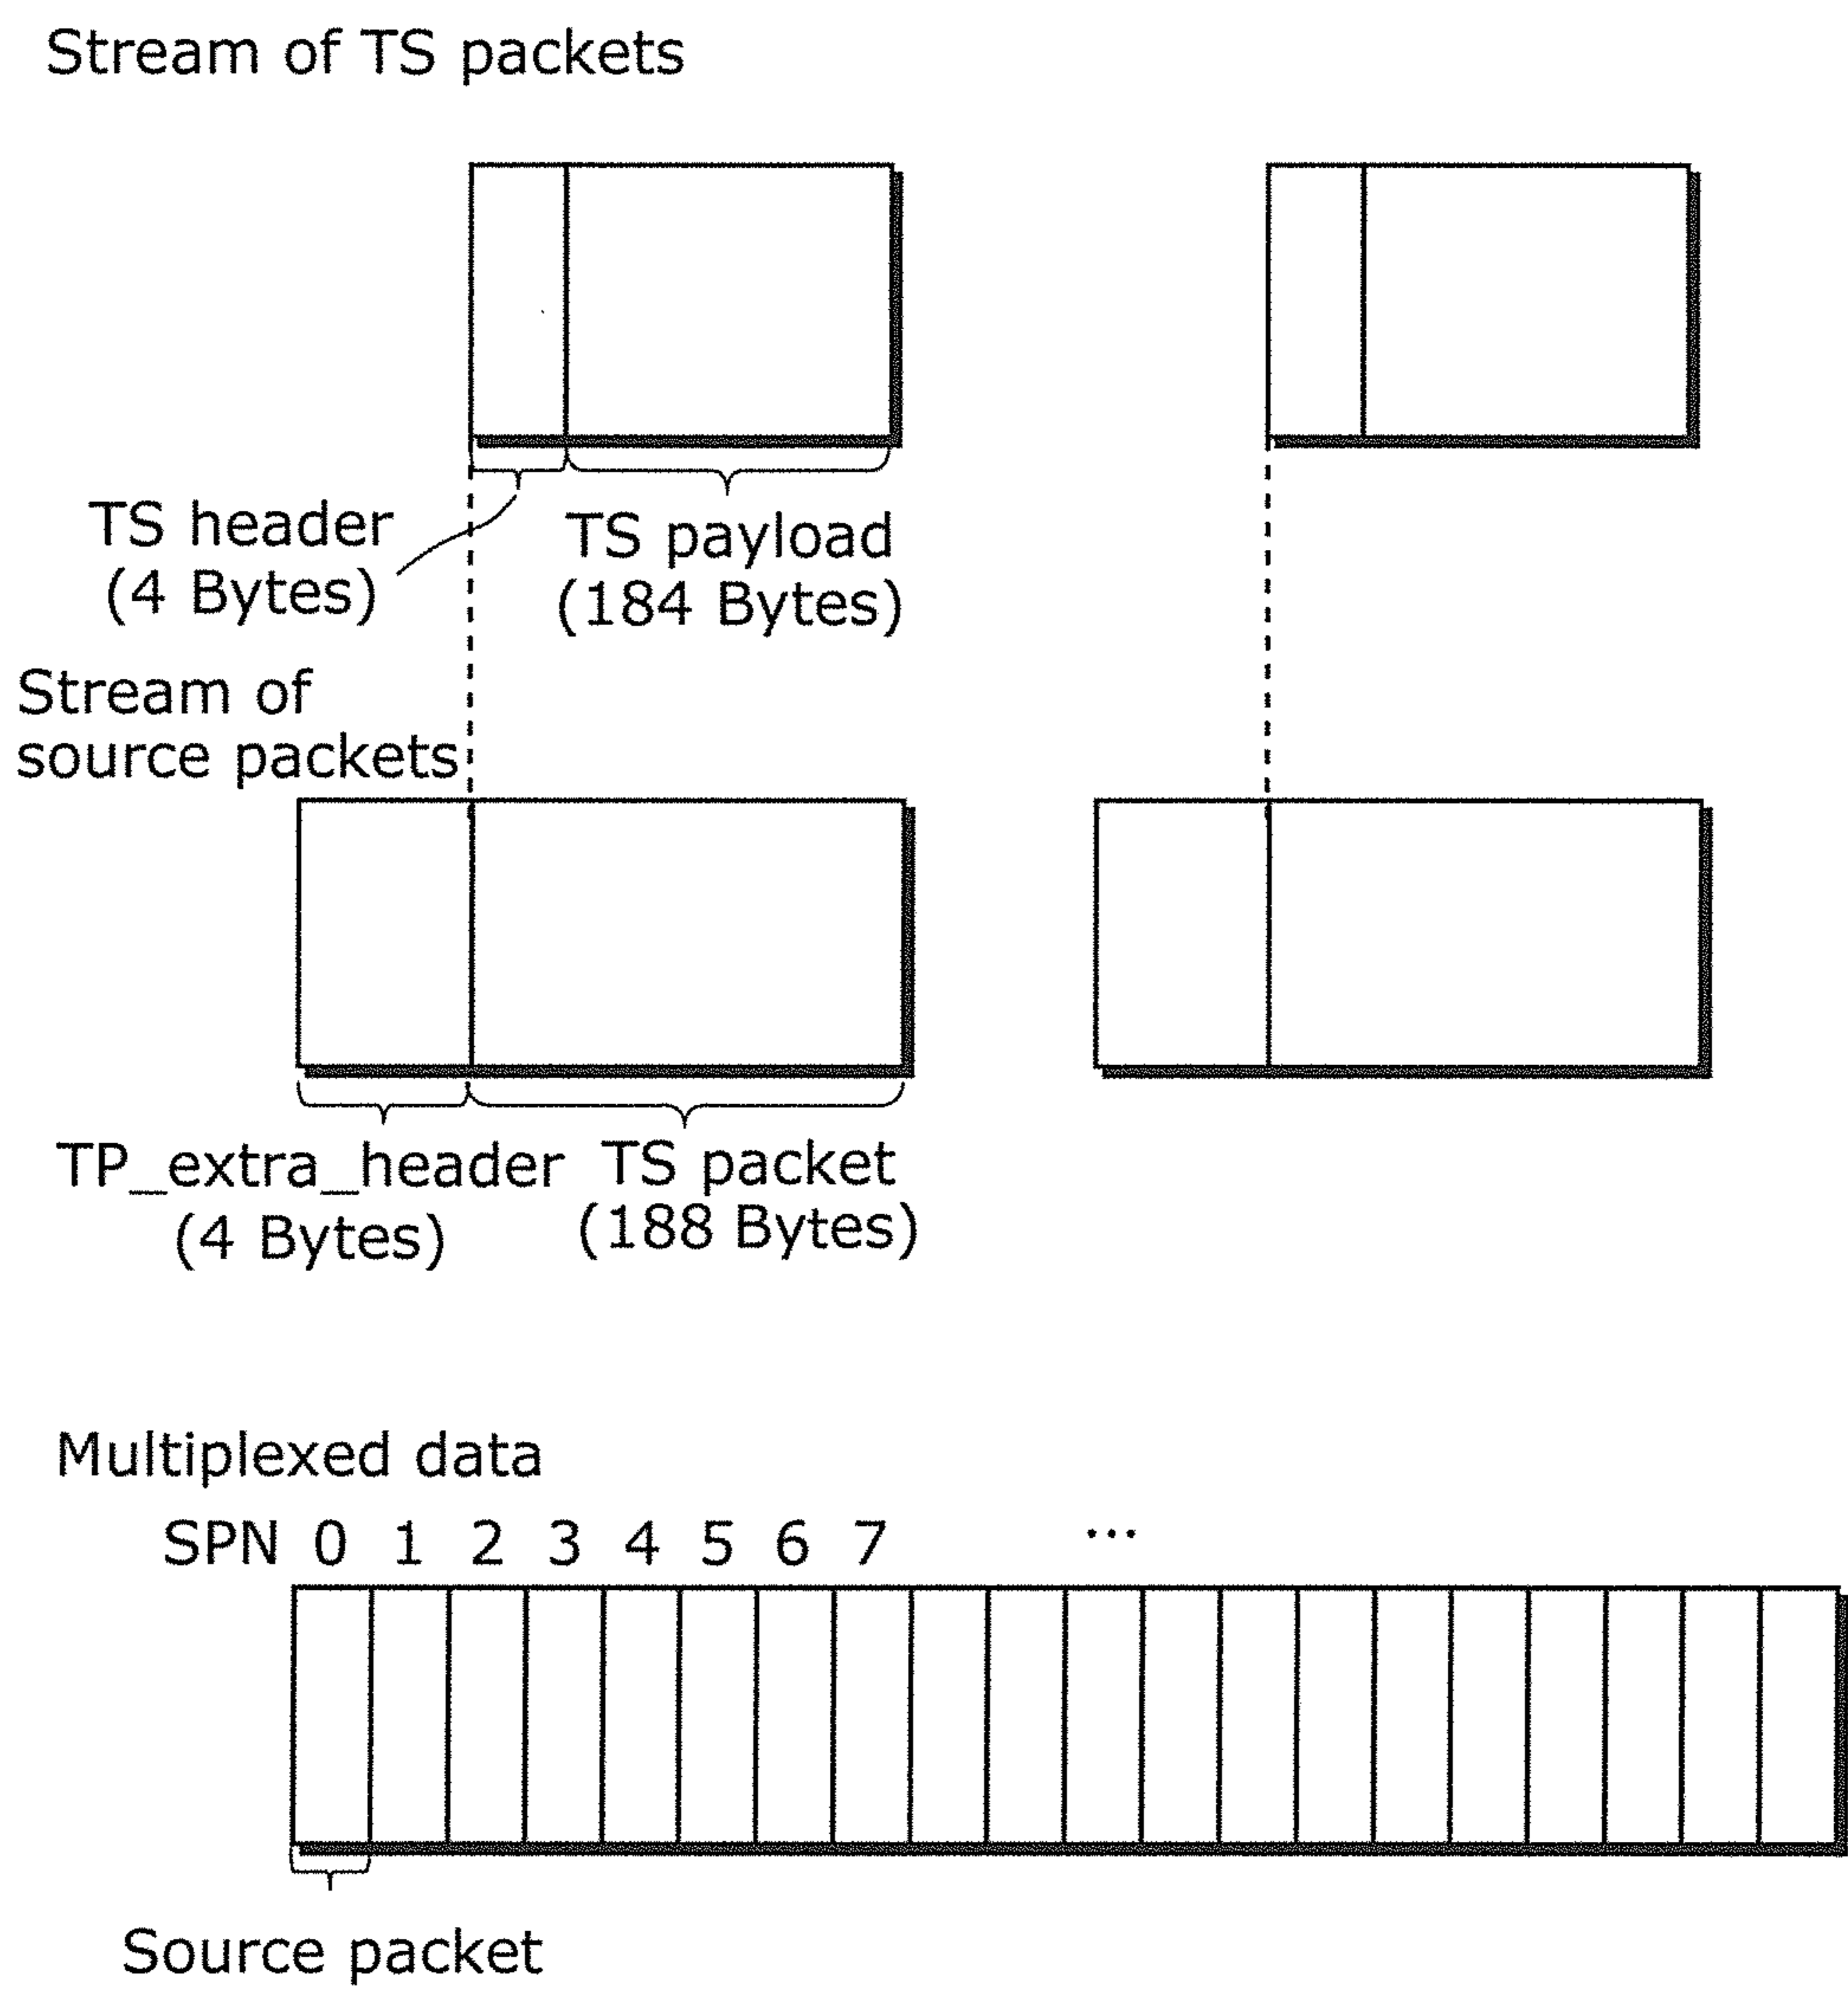 Stream of TS packets
TS header
(4 Bytes)
TS payload
(184 Bytes)
Stream of
source packets
TP_extra_header
(4 Bytes)
TS packet
(188 Bytes)
Multiplexed data
SPN 0 1 2 3 4 5 6 7 ...
Source packet